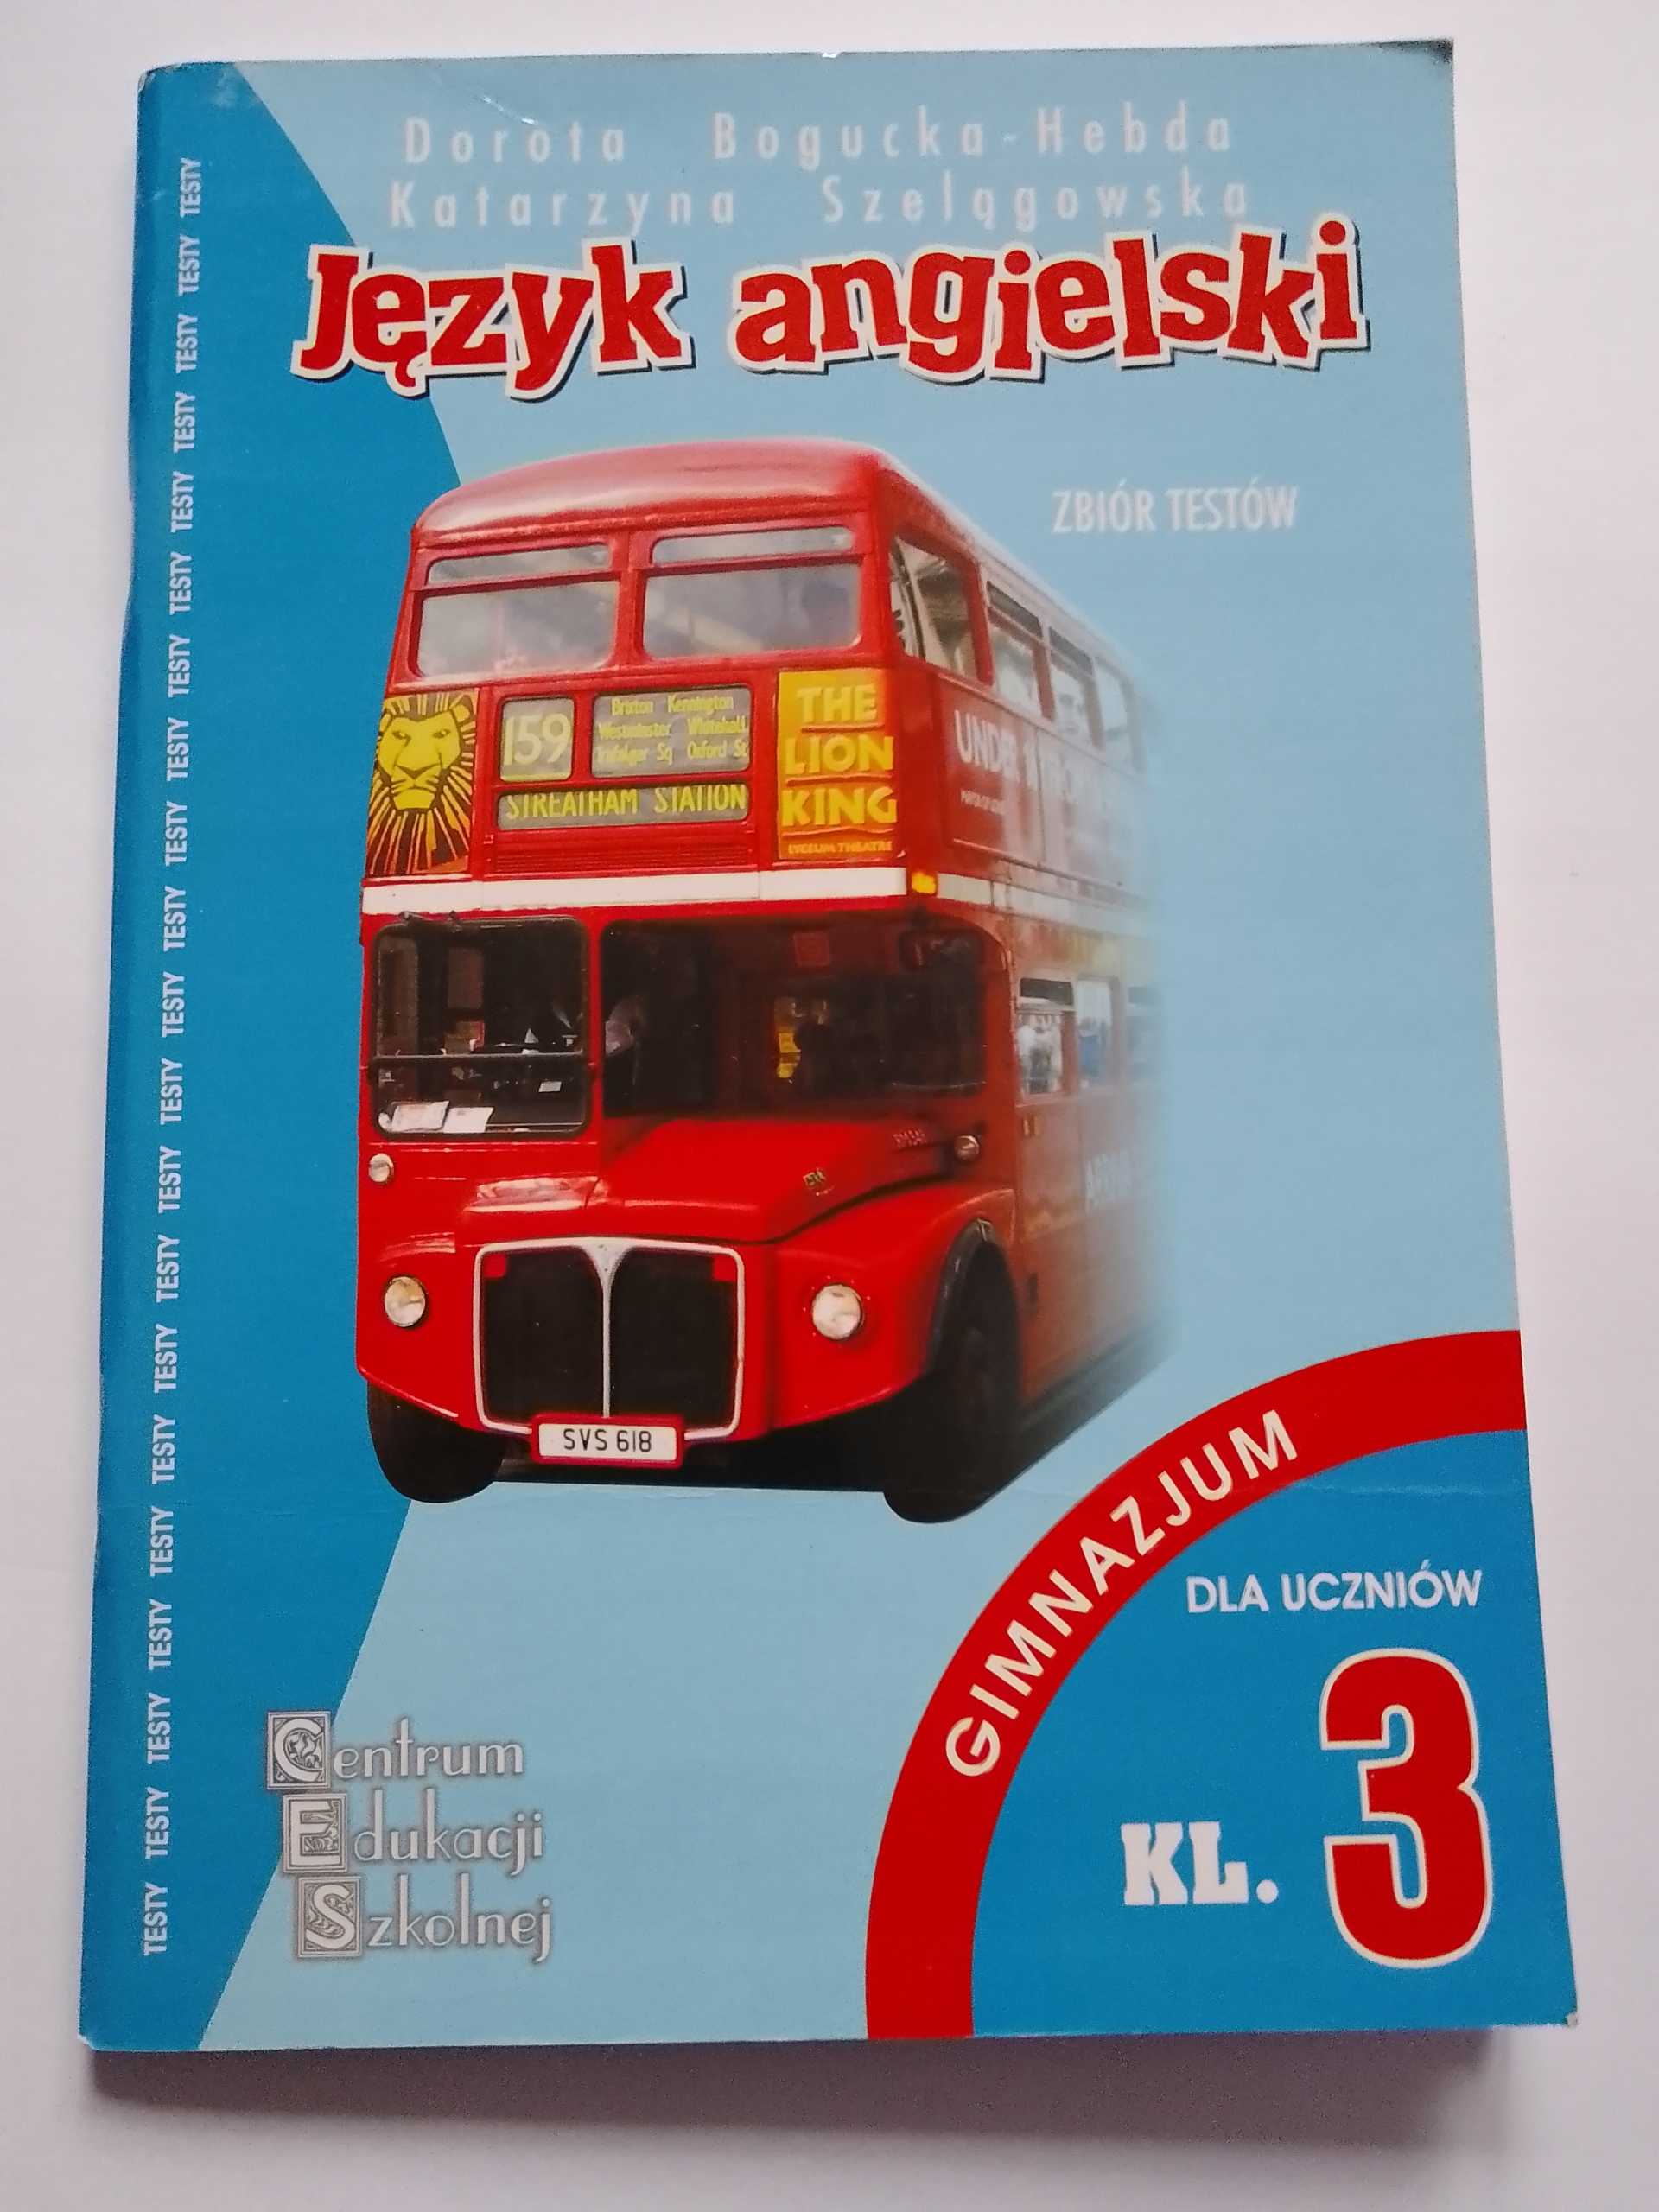 Dorota Bogucka-Hebda
Katarzyna Szelągowska
Język angielski
ZBIÓR TESTÓW
TESTY TESTY TESTY TESTY TESTY TESTY TESTY TESTY TESTY TESTY TESTY TESTY TESTY TESTY TESTY TESTY TESTY TESTY TESTY TESTY TESTY TESTY
159
Brixton Kennington
Westminster Whitehall
Trafalgar Sq Oxford St
STREATHAM STATION
THE
LION
KING
LYCEUM THEATRE
UNDER
SVS 618
GIMNAZJUM
DLA UCZNIÓW
KL. 3
Centrum
Edukacji
Szkolnej